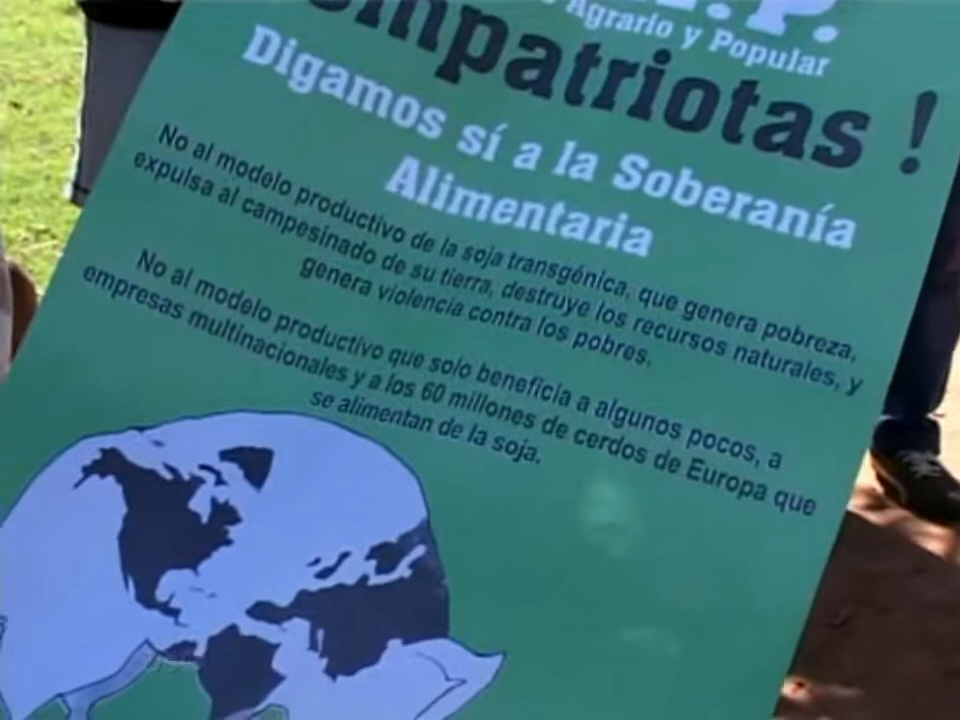 Agrario y Popular
Digamos sí a la Soberanía
Alimentaria
No al modelo productivo de la soja transgénica, que genera pobreza,
expulsa al campesinado de su tierra, destruye los recursos naturales, y
genera violencia contra los pobres.
No al modelo productivo que solo beneficia a algunos pocos, a
empresas multinacionales y a los 60 millones de cerdos de Europa que
se alimentan de la soja.